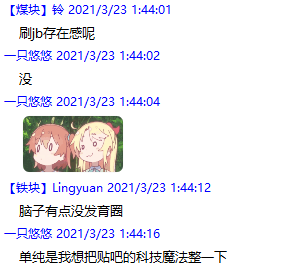 【煤块】铃 2021/3/23 1:44:01
刷jb存在感呢
一只悠悠 2021/3/23 1:44:02
没
一只悠悠 2021/3/23 1:44:04
【铁块】Lingyuan 2021/3/23 1:44:12
脑子有点没发育圈
一只悠悠 2021/3/23 1:44:16
单纯是我想把贴吧的科技魔法整一下